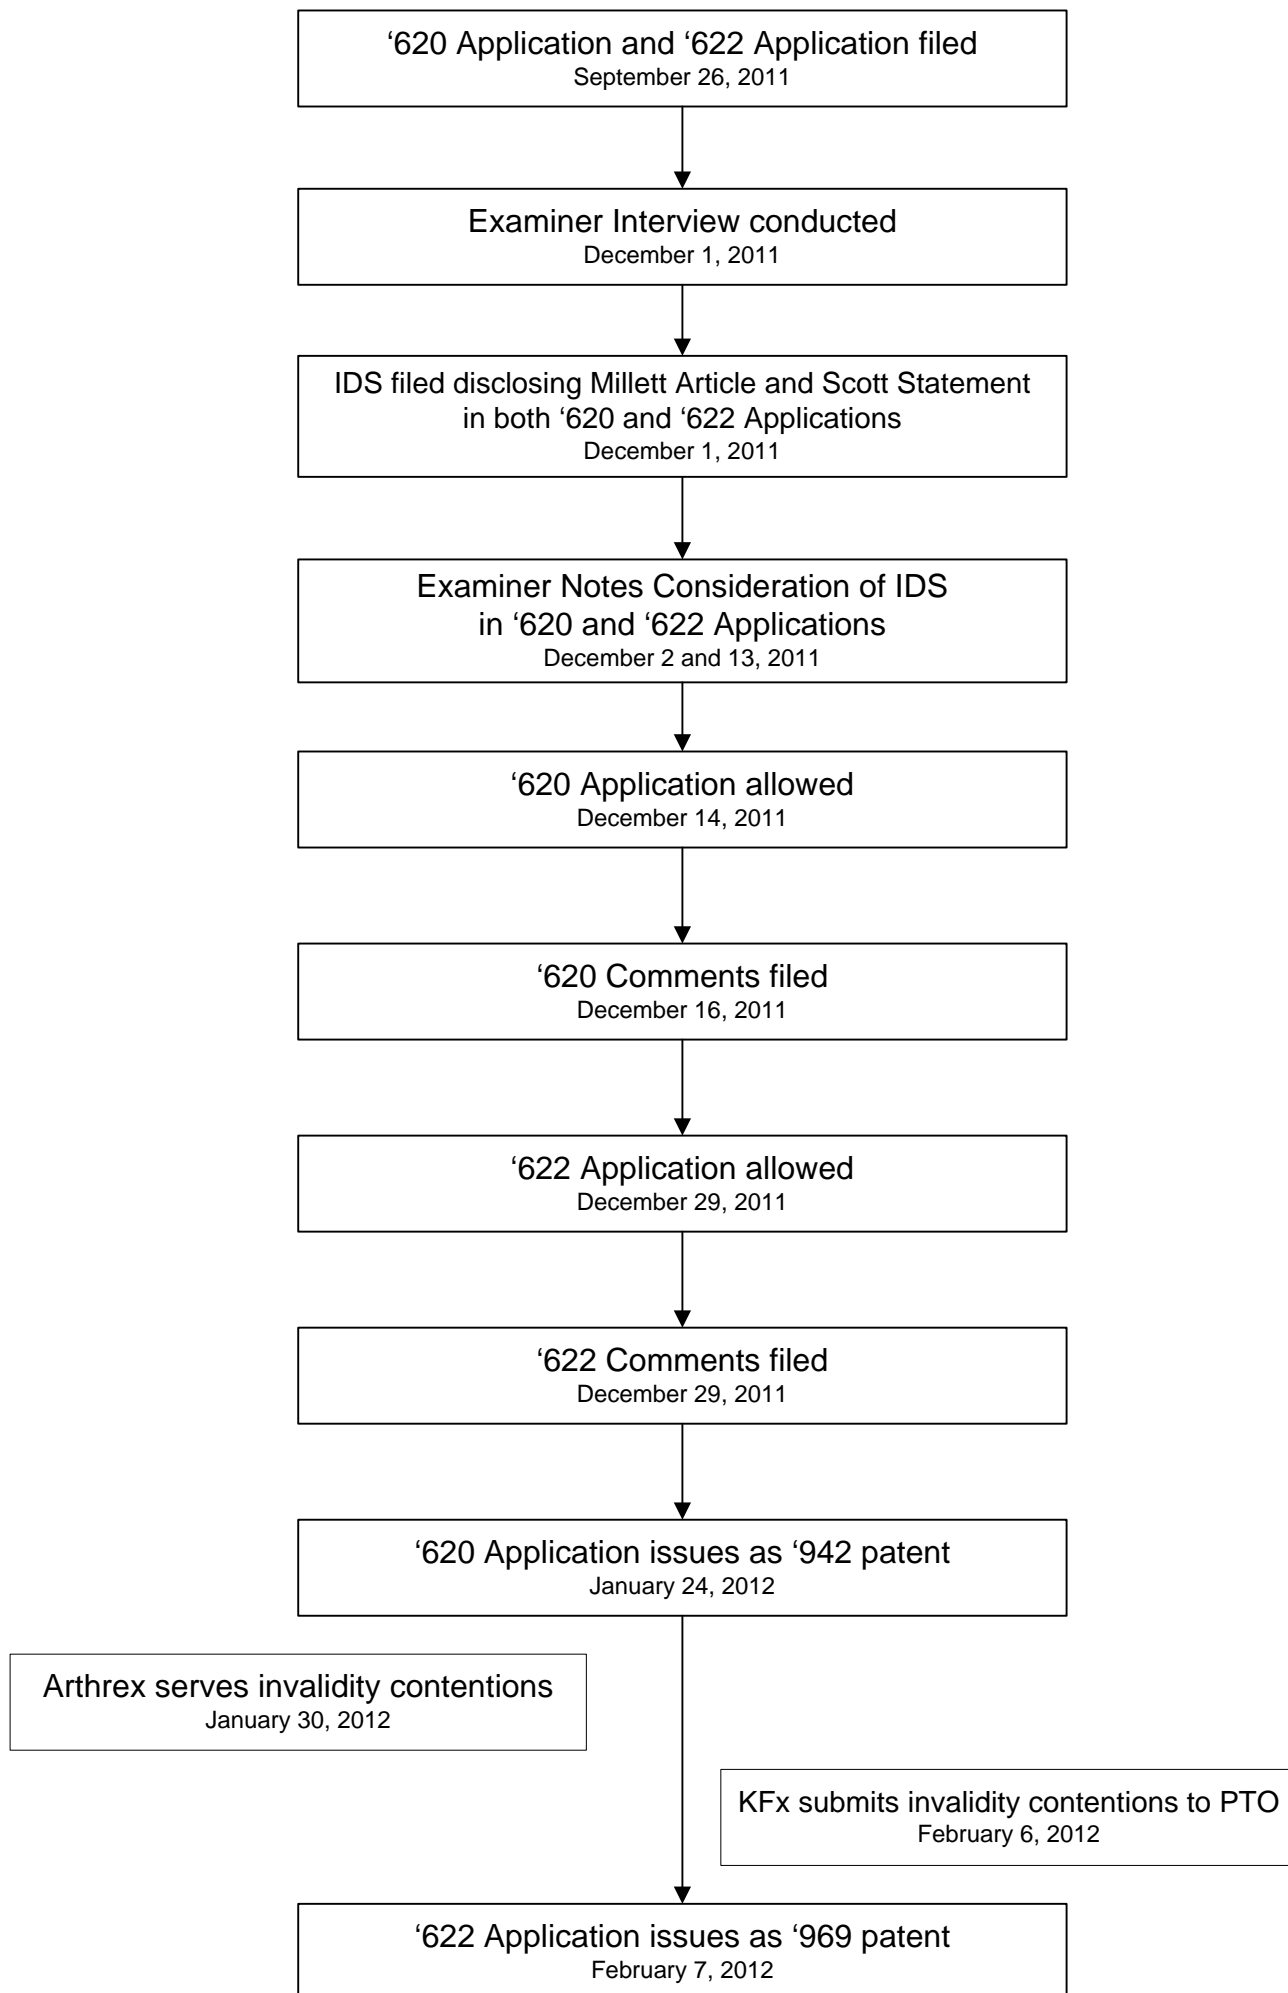 ‘620 Application and ‘622 Application filed
September 26, 2011
Examiner Interview conducted
December 1, 2011
IDS filed disclosing Millett Article and Scott Statement
in both ‘620 and ‘622 Applications
December 1, 2011
Examiner Notes Consideration of IDS
in ‘620 and ‘622 Applications
December 2 and 13, 2011
‘620 Application allowed
December 14, 2011
‘620 Comments filed
December 16, 2011
‘622 Application allowed
December 29, 2011
‘622 Comments filed
December 29, 2011
‘620 Application issues as ‘942 patent
January 24, 2012
Arthrex serves invalidity contentions
January 30, 2012
KFx submits invalidity contentions to PTO
February 6, 2012
‘622 Application issues as ‘969 patent
February 7, 2012